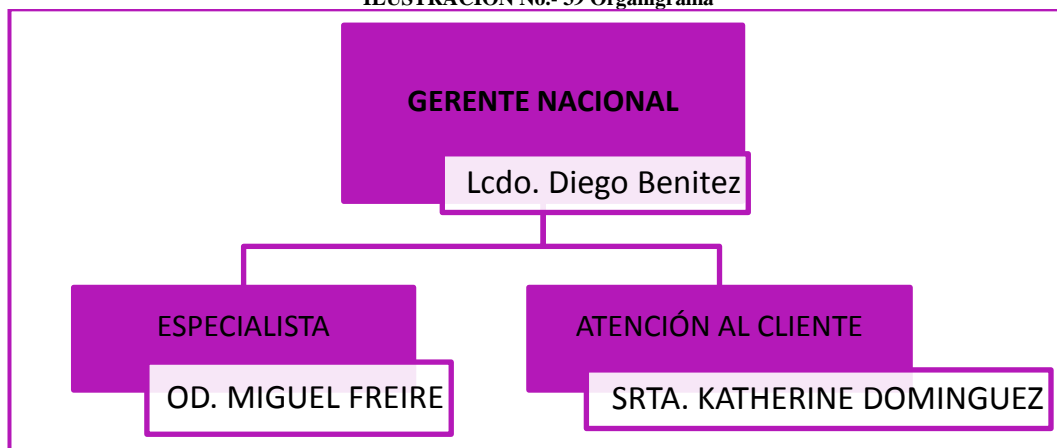 ILUSTRACIÓN No.- 39 Organigrama
GERENTE NACIONAL
Lcdo. Diego Benitez
ESPECIALISTA
OD. MIGUEL FREIRE
ATENCIÓN AL CLIENTE
SRTA. KATHERINE DOMINGUEZ